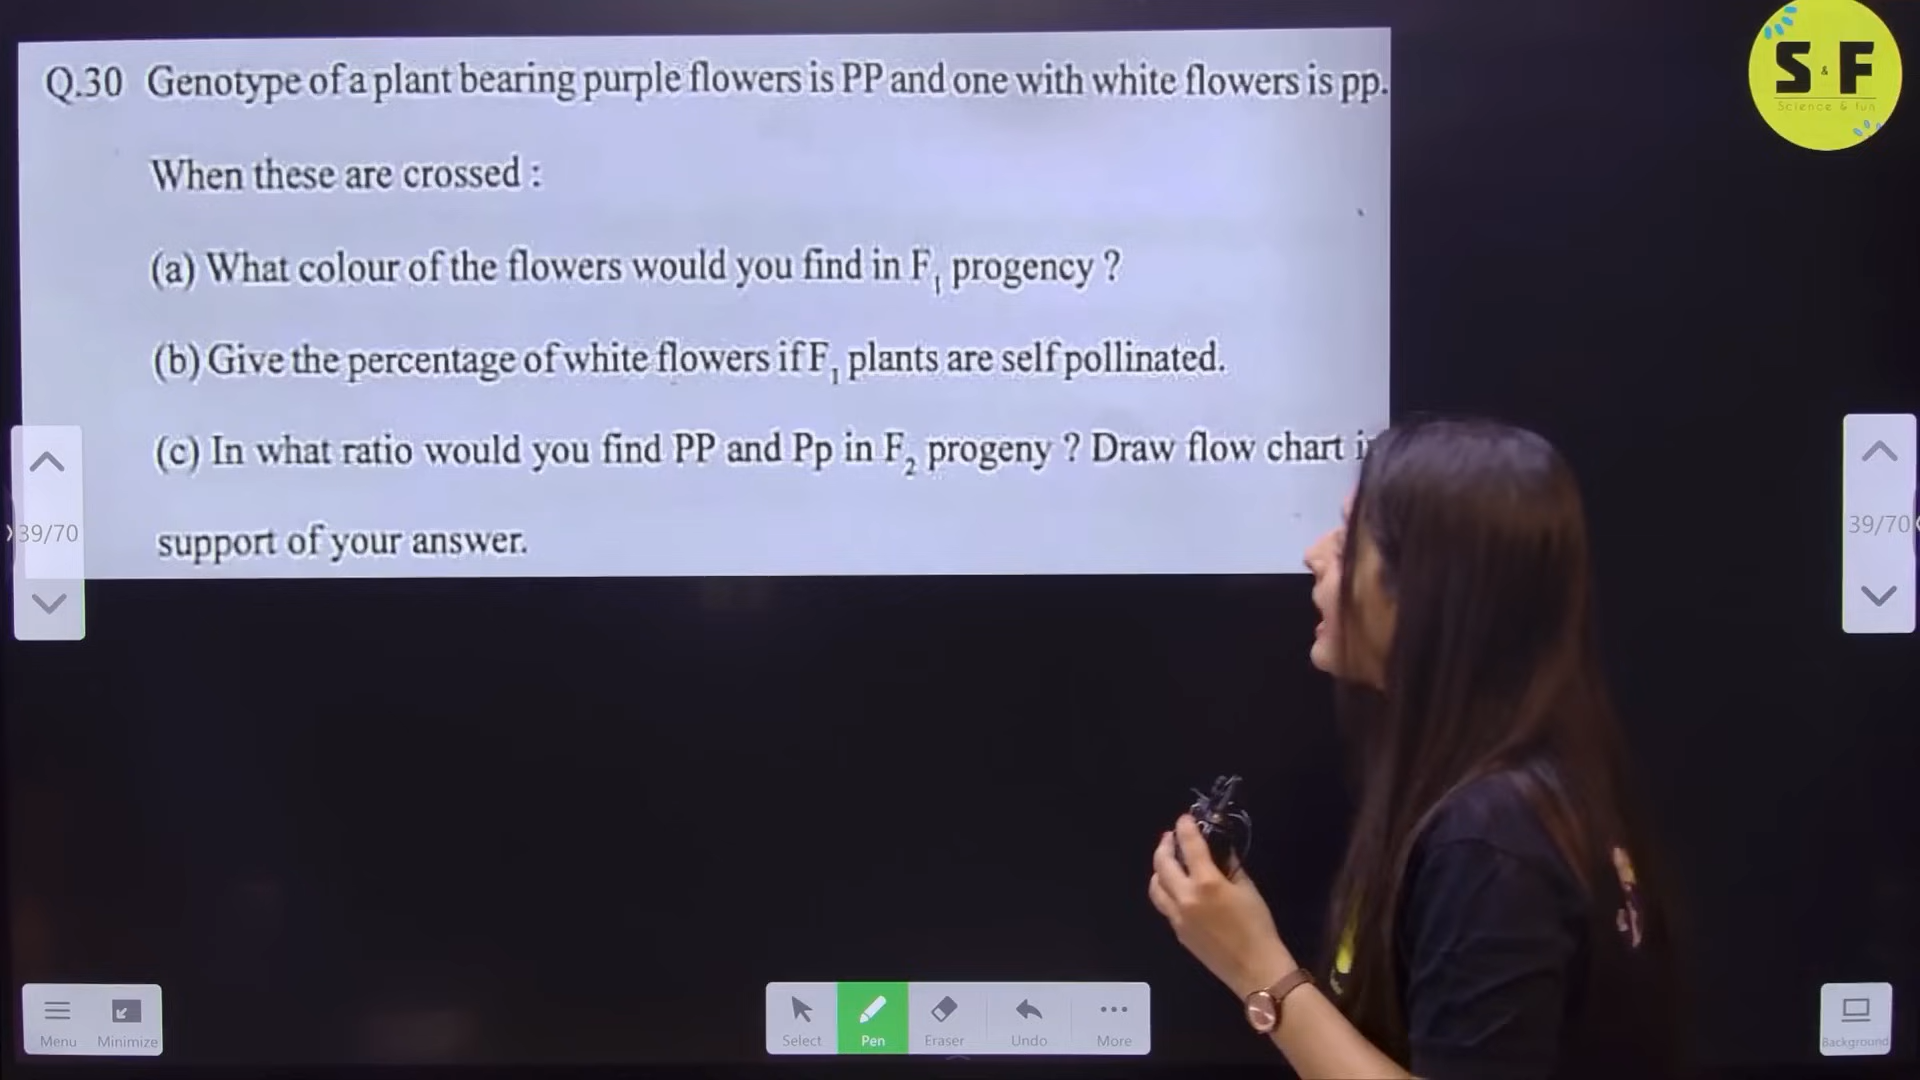 S & F
Science & fun
Q.30 Genotype of a plant bearing purple flowers is PP and one with white flowers is pp.
When these are crossed :
(a) What colour of the flowers would you find in F₁ progency ?
(b) Give the percentage of white flowers if F₁ plants are self pollinated.
(c) In what ratio would you find PP and Pp in F₂ progeny ? Draw flow chart
support of your answer.
39/70
39/70
Menu
Minimize
Select
Pen
Eraser
Undo
More
Background